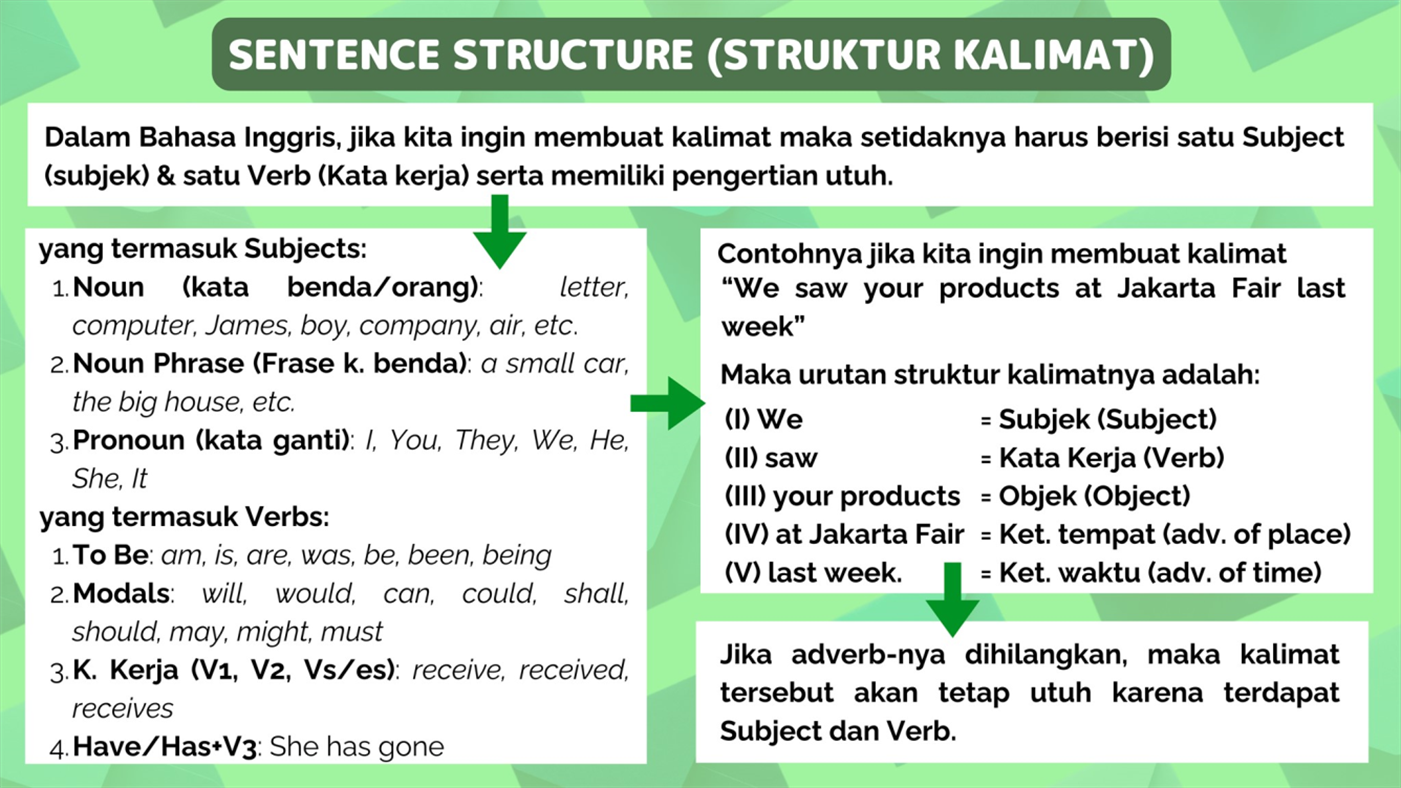 SENTENCE STRUCTURE (STRUKTUR KALIMAT)
Dalam Bahasa Inggris, jika kita ingin membuat kalimat maka setidaknya harus berisi satu Subject
(subjek) & satu Verb (Kata kerja) serta memiliki pengertian utuh.
yang termasuk Subjects:
1. Noun (kata benda/orang): letter,
computer, James, boy, company, air, etc.
2. Noun Phrase (Frase k. benda): a small car,
the big house, etc.
3. Pronoun (kata ganti): I, You, They, We, He,
She, It
yang termasuk Verbs:
1. To Be: am, is, are, was, be, been, being
2. Modals: will, would, can, could, shall,
should, may, might, must
3. K. Kerja (V1, V2, Vs/es): receive, received,
receives
4. Have/Has+V3: She has gone
Contohnya jika kita ingin membuat kalimat
“We saw your products at Jakarta Fair last
week”
Maka urutan struktur kalimatnya adalah:
(I) We = Subjek (Subject)
(II) saw = Kata Kerja (Verb)
(III) your products = Objek (Object)
(IV) at Jakarta Fair = Ket. tempat (adv. of place)
(V) last week. = Ket. waktu (adv. of time)
Jika adverb-nya dihilangkan, maka kalimat
tersebut akan tetap utuh karena terdapat
Subject dan Verb.